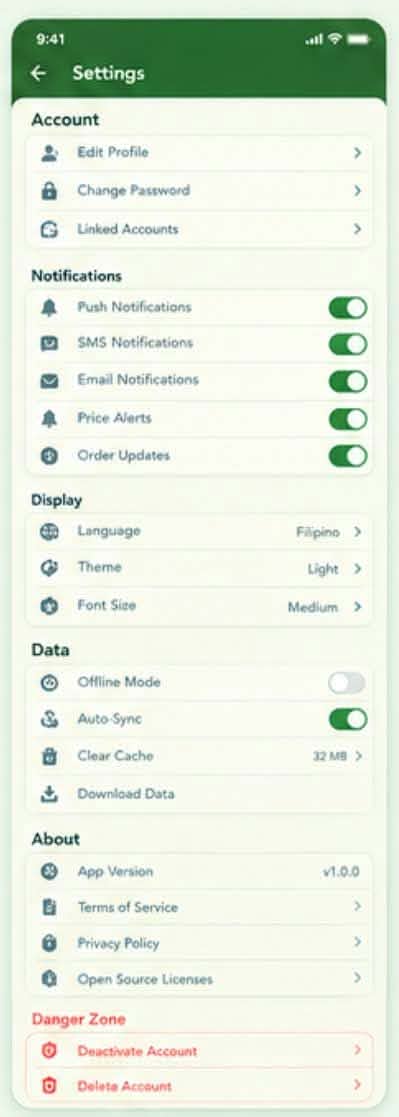 9:41
Settings
Account
Edit Profile
Change Password
Linked Accounts
Notifications
Push Notifications
SMS Notifications
Email Notifications
Price Alerts
Order Updates
Display
Language Filipino
Theme Light
Font Size Medium
Data
Offline Mode
Auto-Sync
Clear Cache 32 MB
Download Data
About
App Version v1.0.0
Terms of Service
Privacy Policy
Open Source Licenses
Danger Zone
Deactivate Account
Delete Account